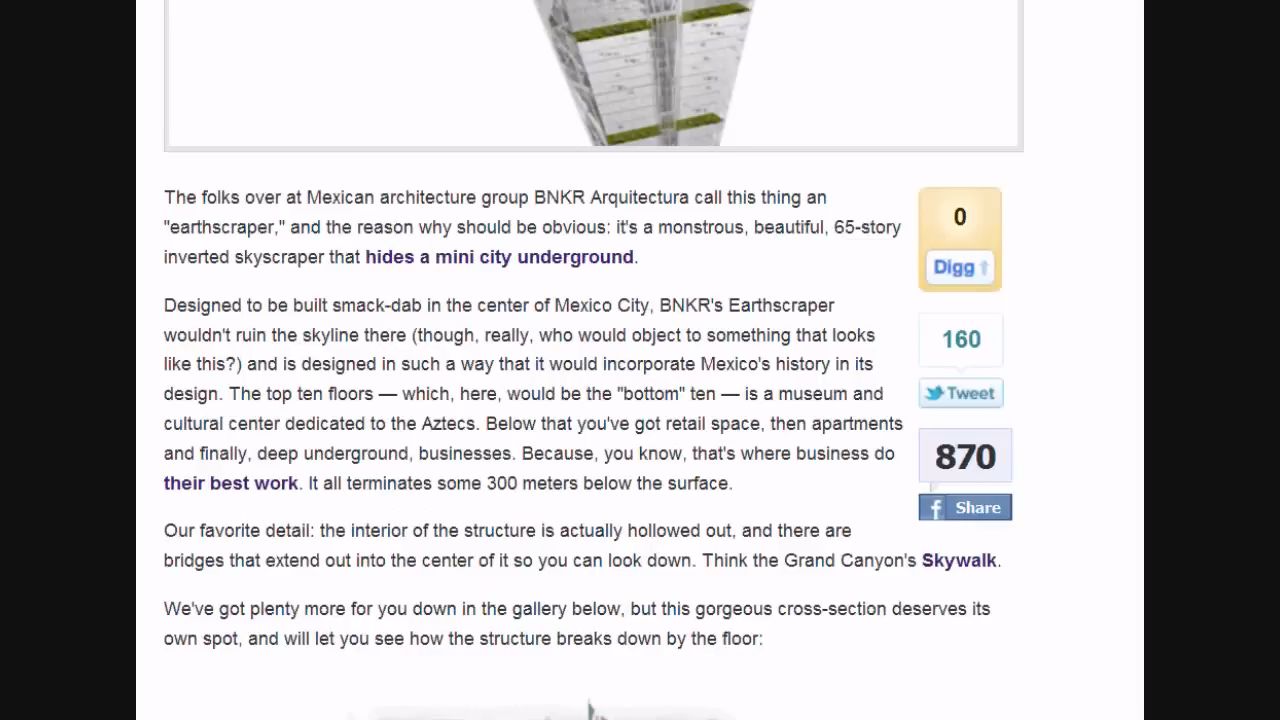 The folks over at Mexican architecture group BNKR Arquitectura call this thing an
"earthscraper," and the reason why should be obvious: it's a monstrous, beautiful, 65-story
inverted skyscraper that hides a mini city underground.
0
Digg
Designed to be built smack-dab in the center of Mexico City, BNKR's Earthscraper
wouldn't ruin the skyline there (though, really, who would object to something that looks
like this?) and is designed in such a way that it would incorporate Mexico's history in its
design. The top ten floors — which, here, would be the "bottom" ten — is a museum and
cultural center dedicated to the Aztecs. Below that you've got retail space, then apartments
and finally, deep underground, businesses. Because, you know, that's where business do
their best work. It all terminates some 300 meters below the surface.
160
Tweet
870
Share
Our favorite detail: the interior of the structure is actually hollowed out, and there are
bridges that extend out into the center of it so you can look down. Think the Grand Canyon's Skywalk.
We've got plenty more for you down in the gallery below, but this gorgeous cross-section deserves its
own spot, and will let you see how the structure breaks down by the floor: